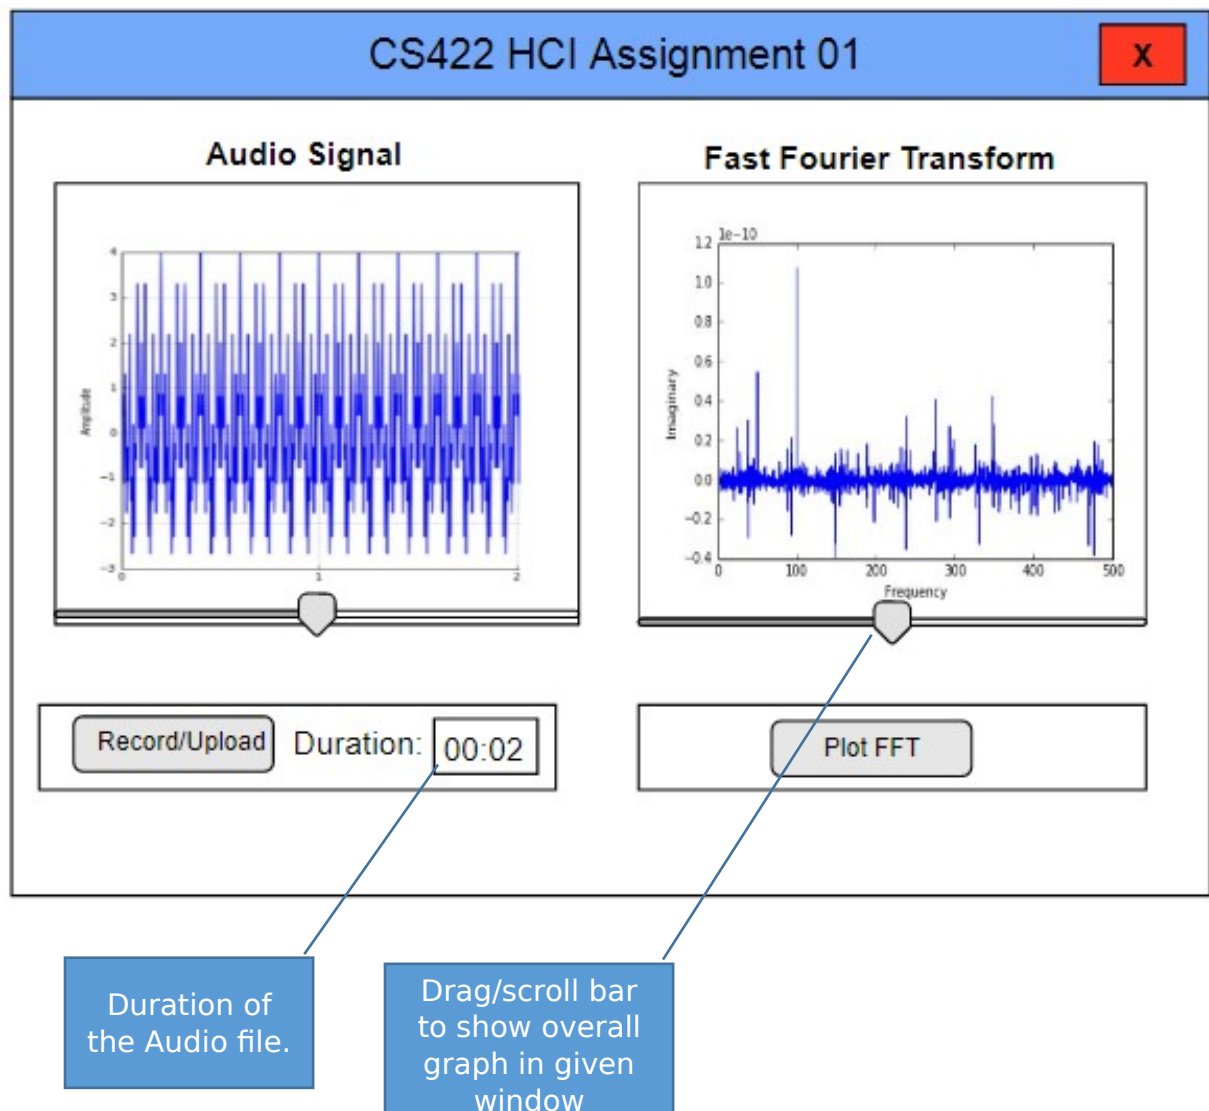 CS422 HCI Assignment 01
X
Audio Signal
Fast Fourier Transform
4
3
2
1
0
−1
−2
−3
Amplitude
0 1 2
1e−10
1.2
1.0
0.8
0.6
0.4
0.2
0.0
−0.2
−0.4
Imaginary
0 100 200 300 400 500
Frequency
Record/Upload
Duration:
00:02
Plot FFT
Duration of
the Audio file.
Drag/scroll bar
to show overall
graph in given
window